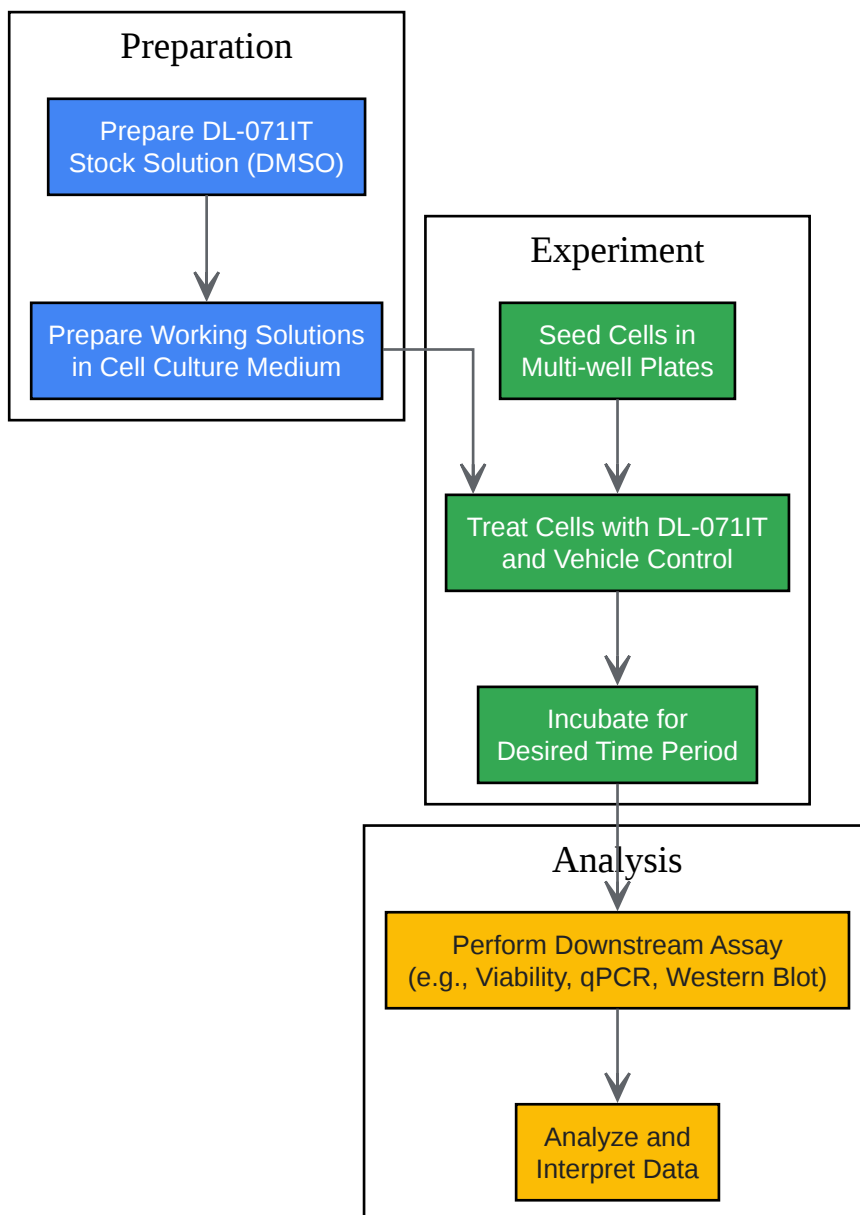 Preparation
Prepare DL-071IT
Stock Solution (DMSO)
Prepare Working Solutions
in Cell Culture Medium
Experiment
Seed Cells in
Multi-well Plates
Treat Cells with DL-071IT
and Vehicle Control
Incubate for
Desired Time Period
Analysis
Perform Downstream Assay
(e.g., Viability, qPCR, Western Blot)
Analyze and
Interpret Data